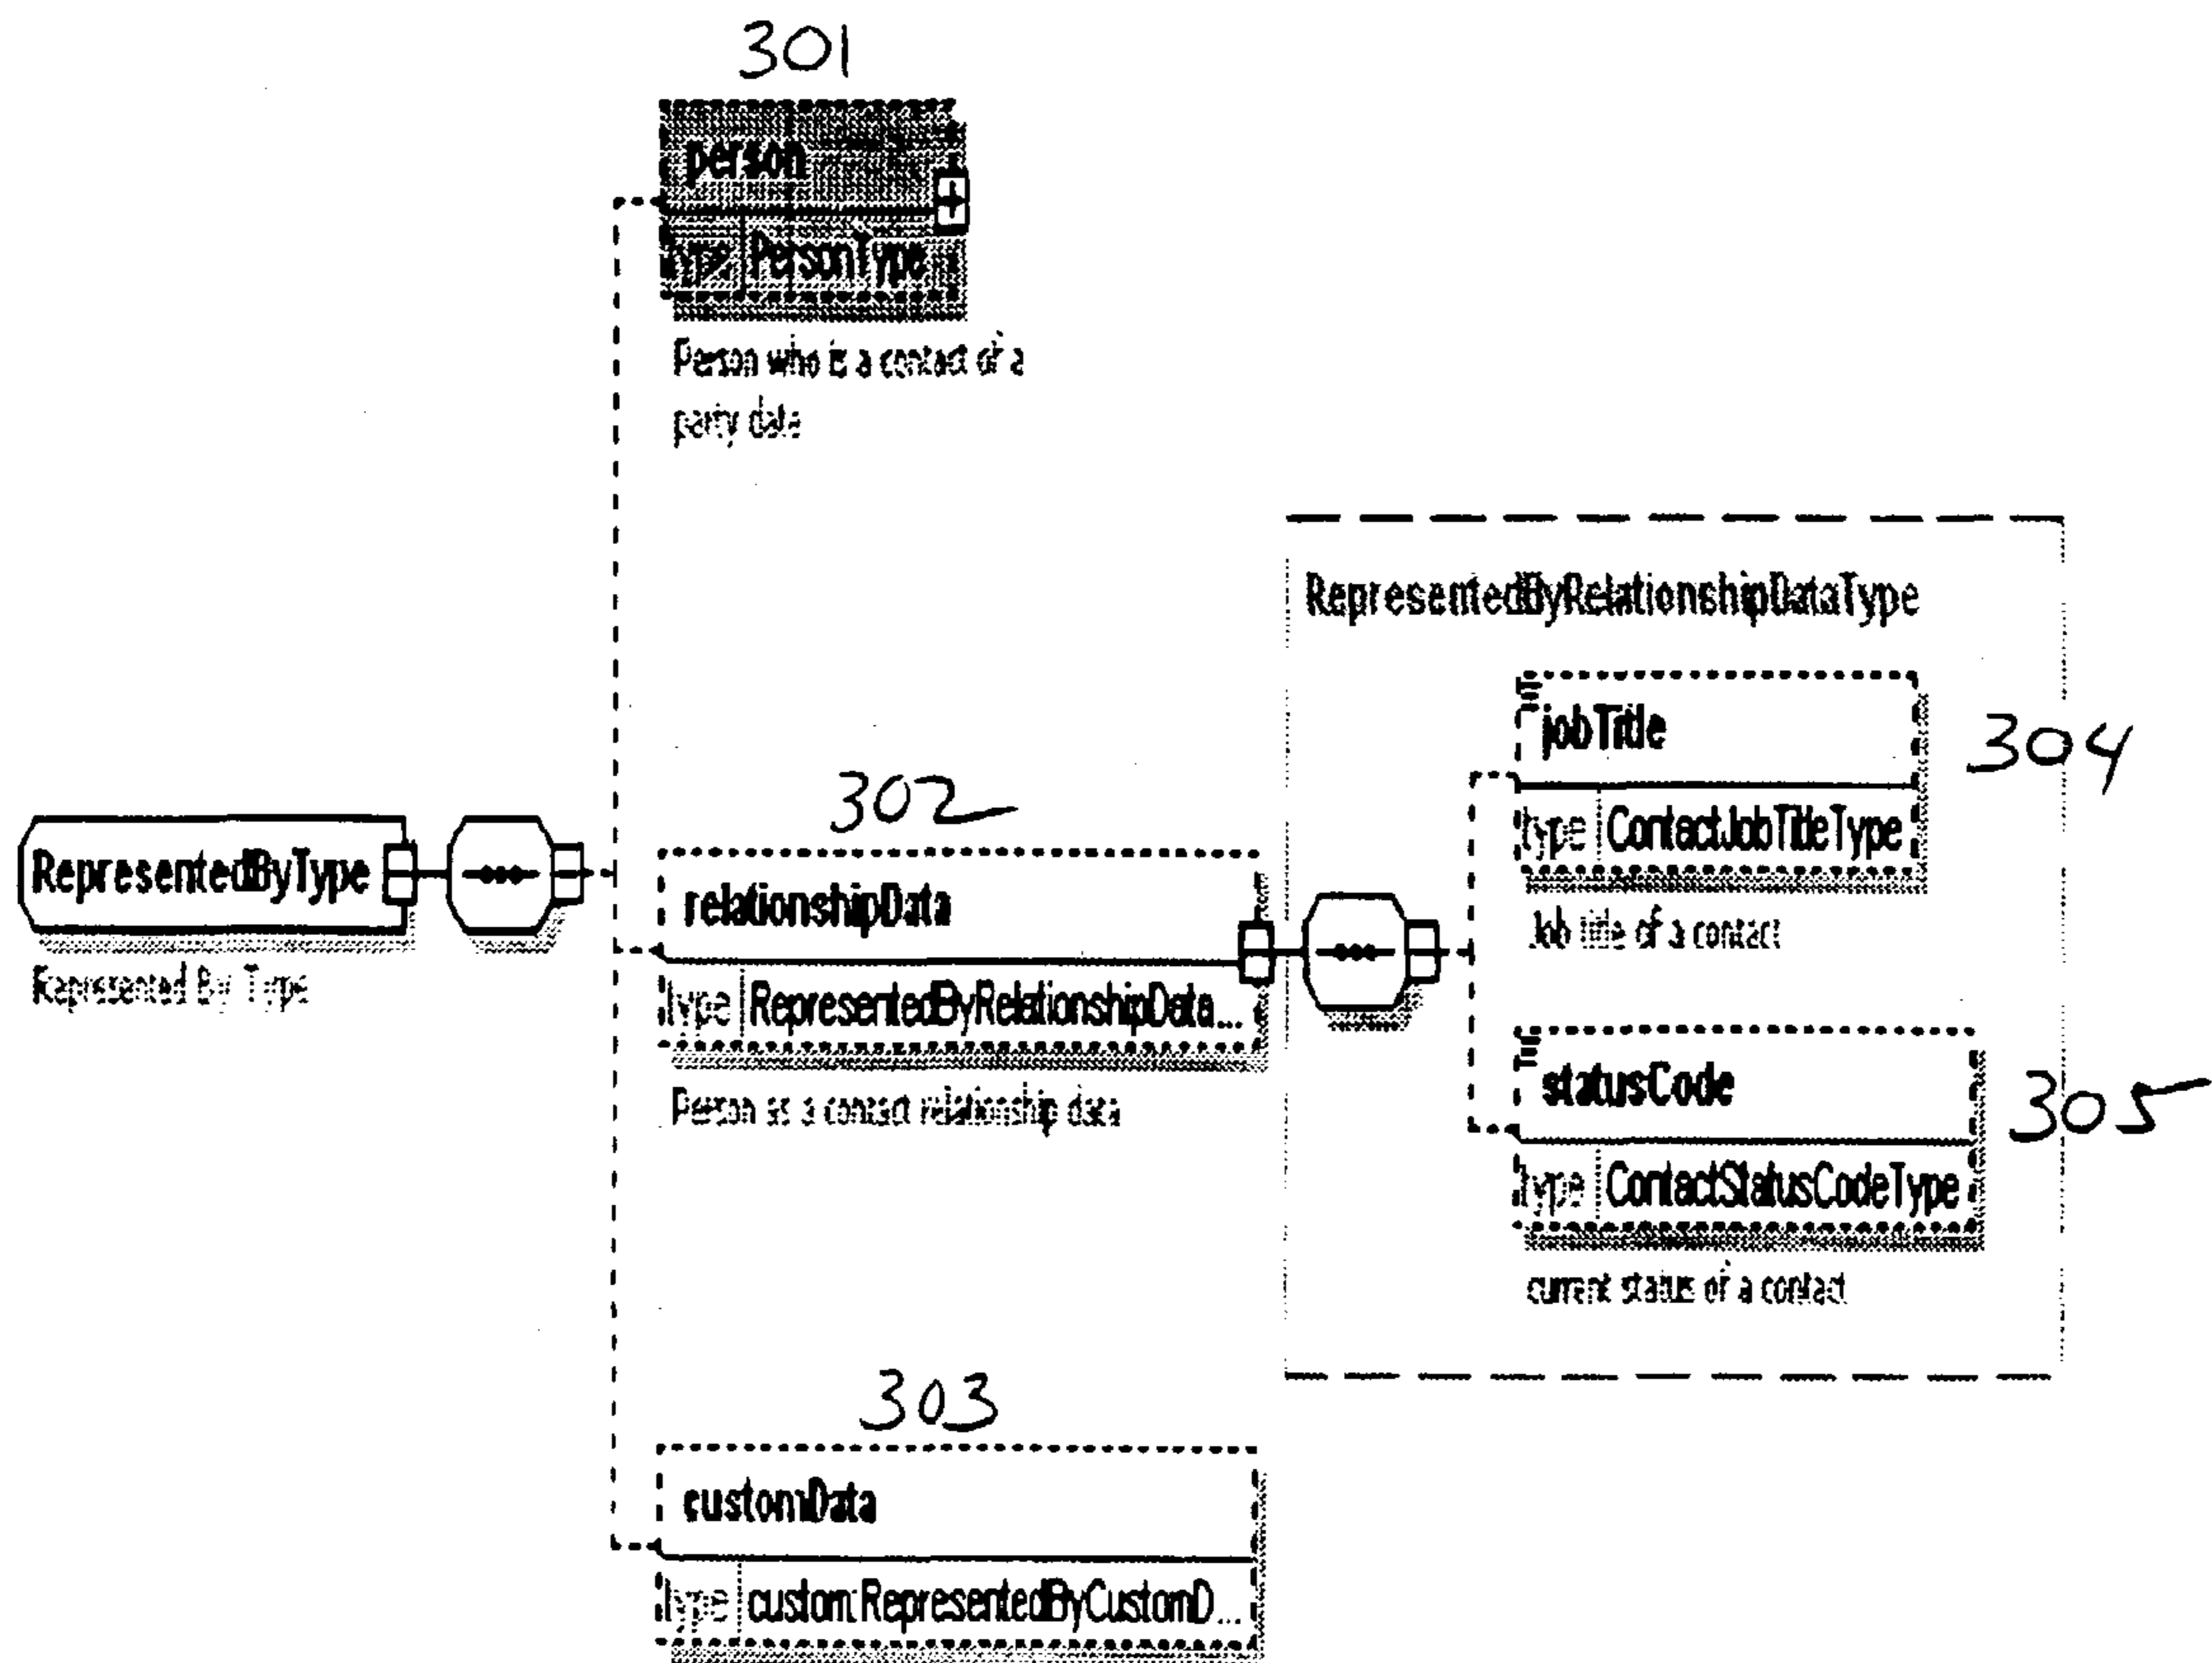 301
person
type PersonType
Person who is a contact of a
party data
RepresentedByRelationshipDataType
jobTitle
304
type ContactJobTitleType
Job title of a contact
302
RepresentedByType
Represented By Type
relationshipData
type RepresentedByRelationshipData...
Person as a contact relationship data
statusCode
305
type ContactStatusCodeType
current status of a contact
303
customData
type custom:RepresentedByCustomD...